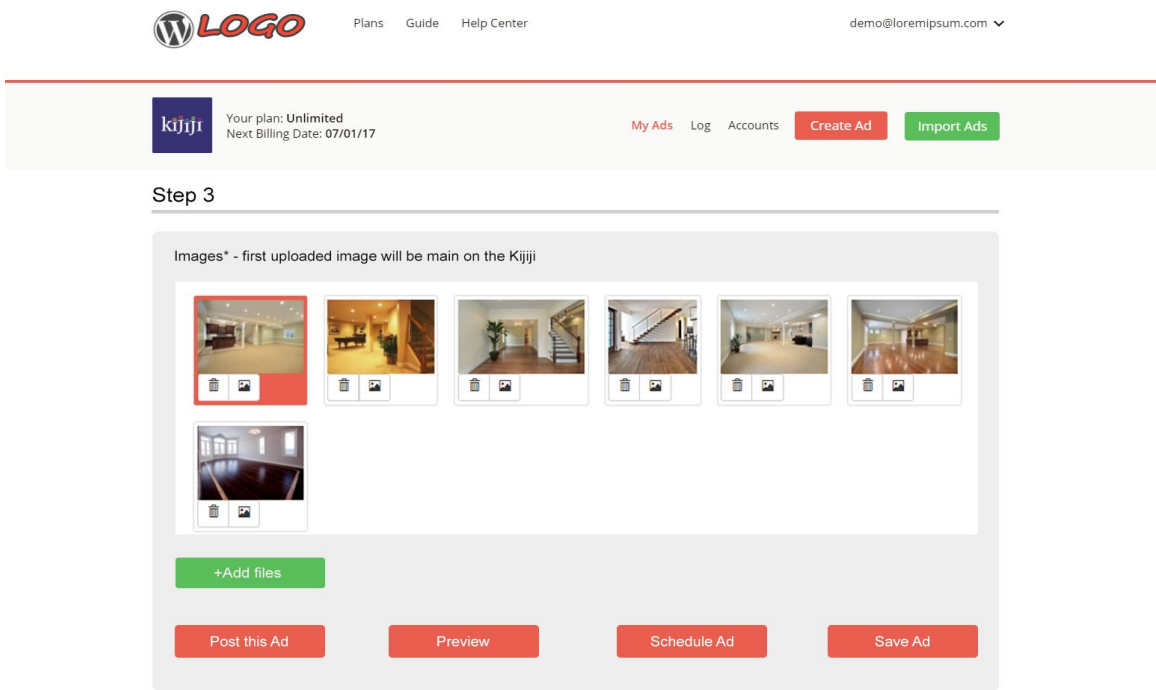 LOGO
Plans Guide Help Center
demo@loremipsum.com
kijiji
Your plan: Unlimited
Next Billing Date: 07/01/17
My Ads Log Accounts Create Ad Import Ads
Step 3
Images* - first uploaded image will be main on the Kijiji
+Add files
Post this Ad Preview Schedule Ad Save Ad